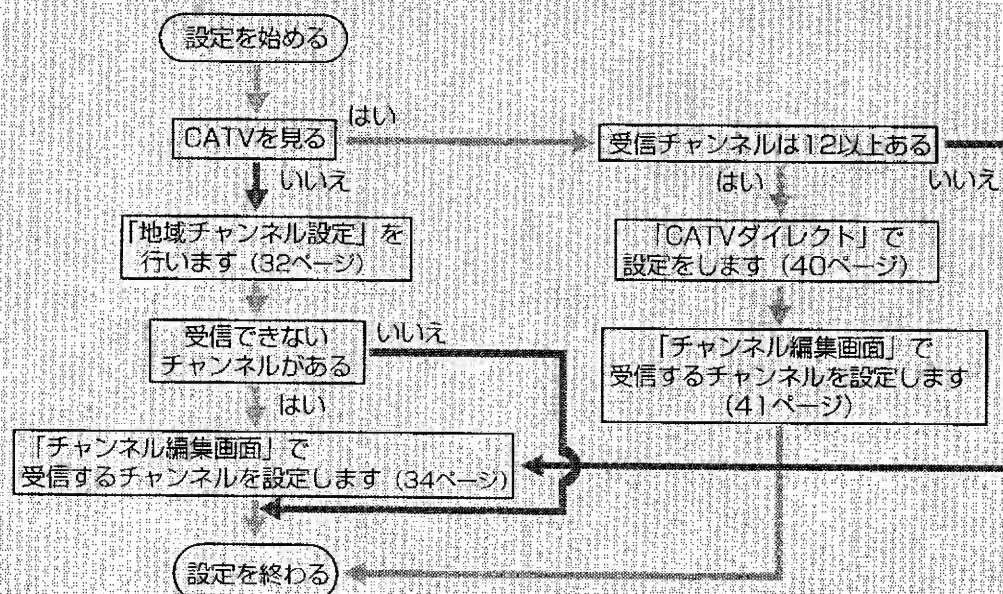 設定を始める
CATVを見る
はい
受信チャンネルは12以上ある
いいえ
はい
いいえ
「地域チャンネル設定」を
行います（32ページ）
「CATVダイレクト」で
設定をします（40ページ）
受信できない
チャンネルがある
いいえ
はい
「チャンネル編集画面」で
受信するチャンネルを設定します
（41ページ）
「チャンネル編集画面」で
受信するチャンネルを設定します（34ページ）
設定を終わる